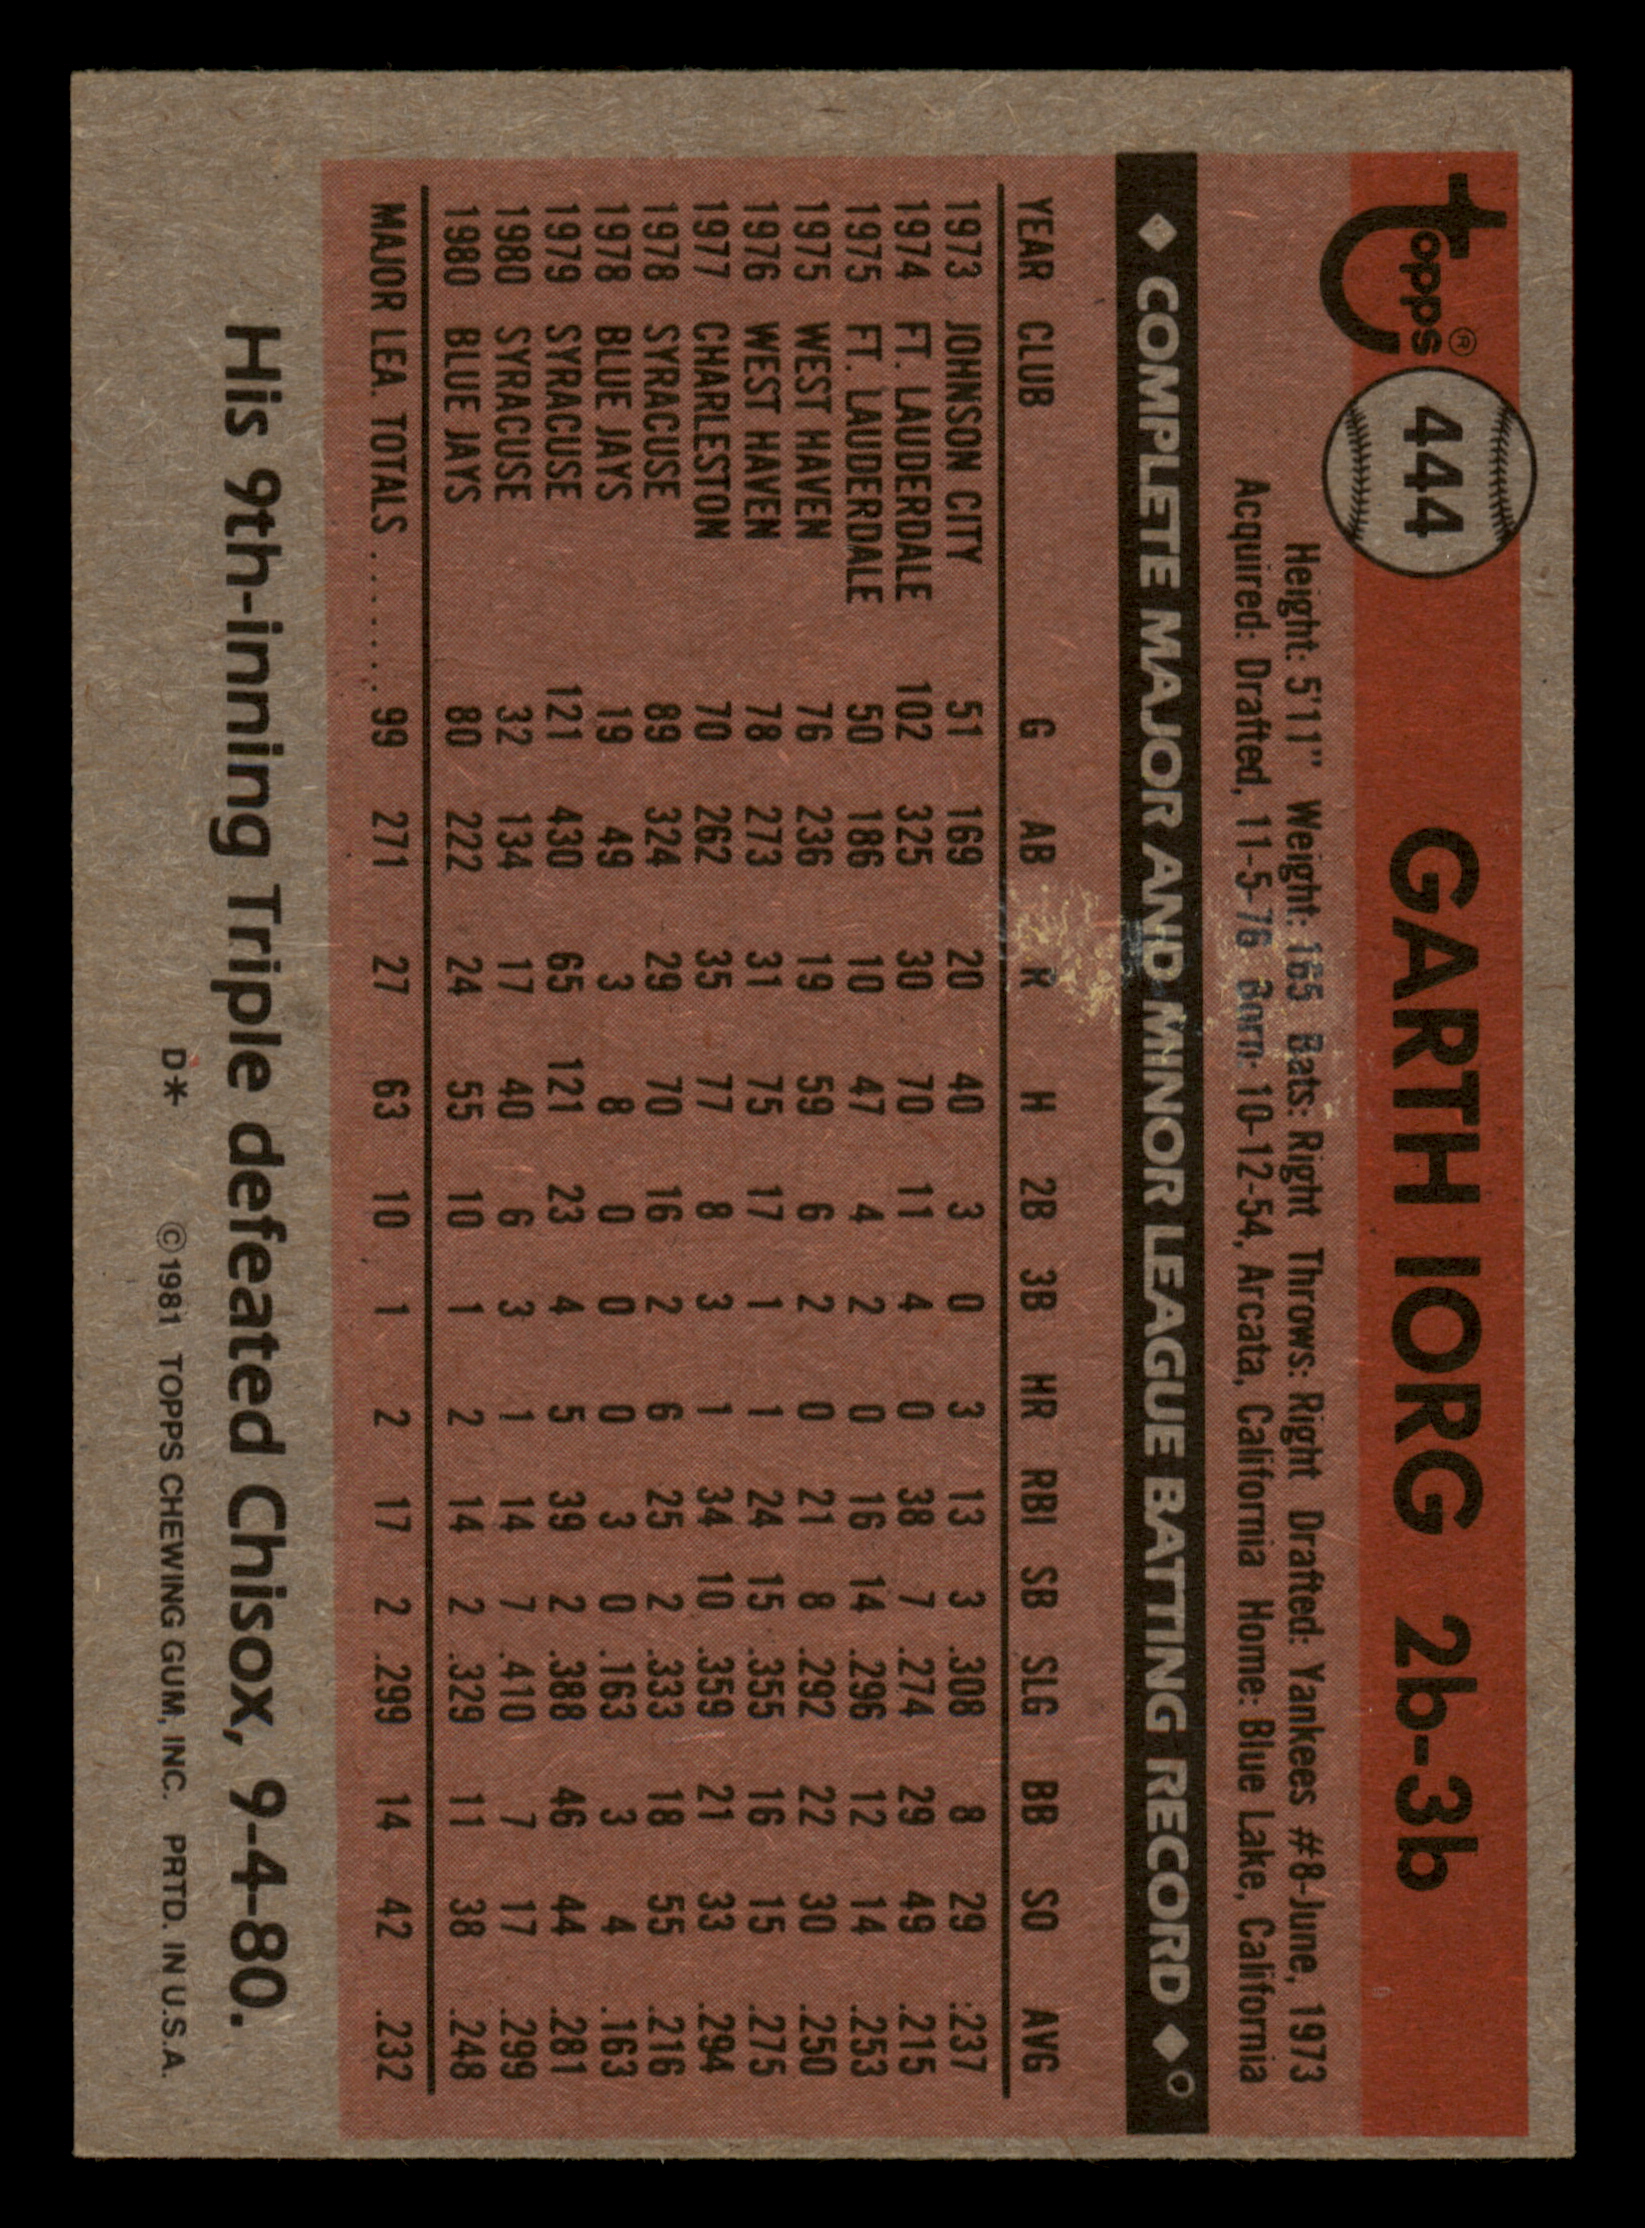 topps® 444 GARTH IORG 2b-3b
Height: 5'11" Weight: 165 Bats: Right Throws: Right Drafted: Yankees #8-June, 1973
Acquired: Drafted, 11-5-76 Born: 10-12-54, Arcata, California Home: Blue Lake, California
◆ COMPLETE MAJOR AND MINOR LEAGUE BATTING RECORD ◆
YEAR CLUB G AB R H 2B 3B HR RBI SB SLG BB SO AVG
1973 JOHNSON CITY 51 169 20 40 3 0 3 13 3 .308 8 29 .237
1974 FT. LAUDERDALE 102 325 30 70 11 4 0 38 7 .274 29 49 .215
1975 FT. LAUDERDALE 50 186 10 47 4 2 0 16 14 .296 12 14 .253
1975 WEST HAVEN 76 236 19 59 6 2 0 21 8 .292 22 30 .250
1976 WEST HAVEN 78 273 31 75 17 1 1 24 15 .355 16 15 .275
1977 CHARLESTON 70 262 35 77 8 3 1 34 10 .359 21 33 .294
1978 SYRACUSE 89 324 29 70 16 2 6 25 2 .333 18 55 .216
1978 BLUE JAYS 19 49 3 8 0 0 0 3 0 .163 3 4 .163
1979 SYRACUSE 121 430 65 121 23 4 5 39 2 .388 46 44 .281
1980 SYRACUSE 32 134 17 40 6 3 1 14 7 .410 7 17 .299
1980 BLUE JAYS 80 222 24 55 10 1 2 14 2 .329 11 38 .248
MAJOR LEA. TOTALS ....... 99 271 27 63 10 1 2 17 2 .299 14 42 .232
His 9th-inning Triple defeated Chisox, 9-4-80.
D* ©1981 TOPPS CHEWING GUM, INC. PRTD. IN U.S.A.